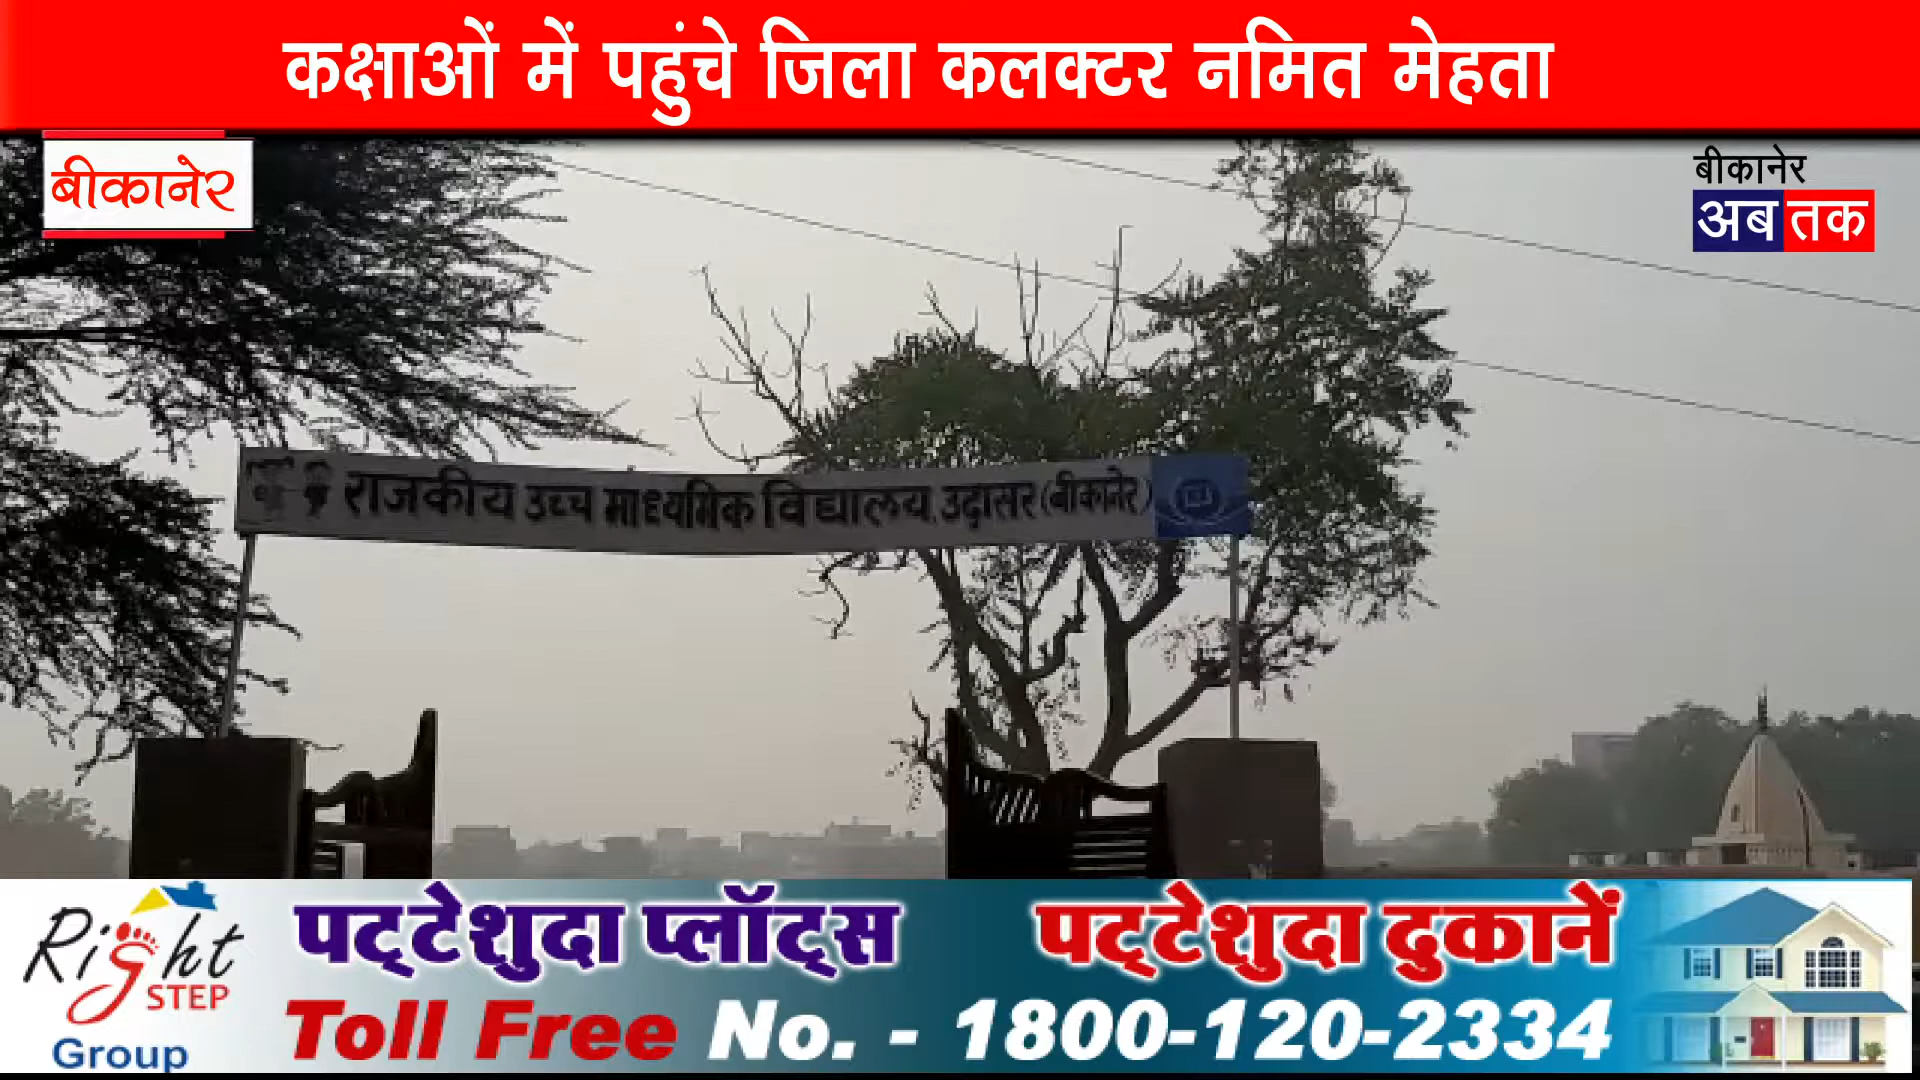 कक्षाओं में पहुंचे जिला कलक्टर नमित मेहता
बीकानेर
बीकानेर
अब तक
राजकीय उच्च माध्यमिक विद्यालय, उदासर (बीकानेर)
Right
STEP
Group
पट्टेशुदा प्लॉट्स
पट्टेशुदा दुकानें
Toll Free No. - 1800-120-2334